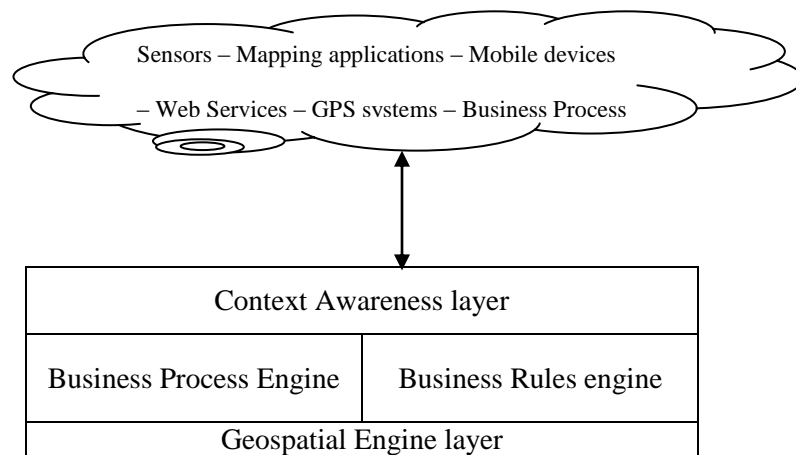 Sensors – Mapping applications – Mobile devices
– Web Services – GPS systems – Business Process
Context Awareness layer
Business Process Engine
Business Rules engine
Geospatial Engine layer